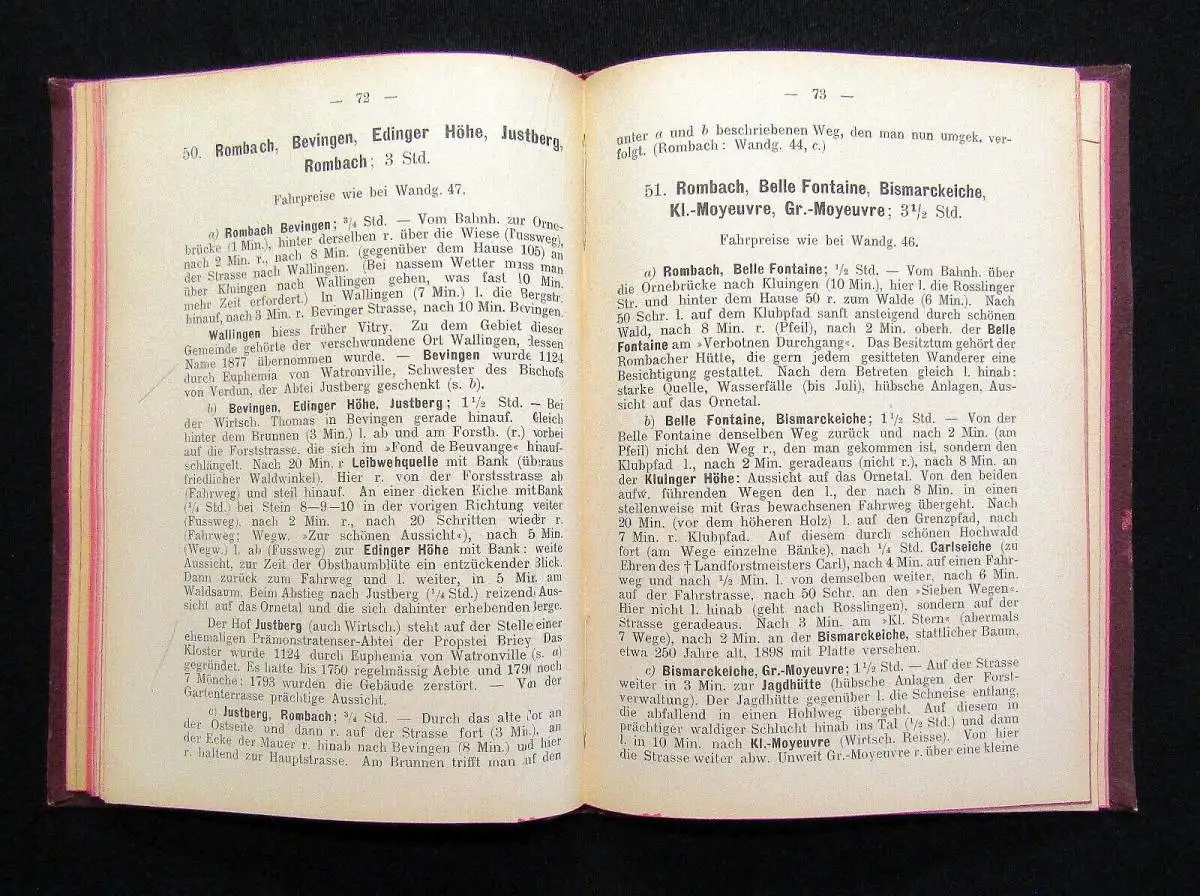 — 72 —
50. Rombach, Bevingen, Edinger Höhe, Justberg,
Rombach; 3 Std.
Fahrpreise wie bei Wandg. 47.
a) Rombach Bevingen; ³/₄ Std. — Vom Bahnh. zur Orne-
brücke (1 Min.), hinter derselben r. über die Wiese (Fussweg),
nach 2 Min. r., nach 8 Min. (gegenüber dem Hause 105) an
der Strasse nach Wallingen. (Bei nassem Wetter muss man
über Kluingen nach Wallingen gehen, was fast 10 Min.
mehr Zeit erfordert.) In Wallingen (7 Min.) l. die Bergstr.
hinauf, nach 3 Min. r. Bevinger Strasse, nach 10 Min. Bevingen.
Wallingen hiess früher Vitry. Zu dem Gebiet dieser
Gemeinde gehörte der verschwundene Ort Wallingen, dessen
Name 1877 übernommen wurde. — Bevingen wurde 1124
durch Euphemia von Watronville, Schwester des Bischofs
von Verdun, der Abtei Justberg geschenkt (s. b).
b) Bevingen, Edinger Höhe, Justberg; 1¹/₂ Std. — Bei
der Wirtsch. Thomas in Bevingen gerade hinauf. Gleich
hinter dem Brunnen (3 Min.) l. ab und am Forsth. (r.) vorbei
auf die Forststrasse, die sich im »Fond de Beuvange« hinauf-
schlängelt. Nach 20 Min. r Leibwehquelle mit Bank (überaus
friedlicher Waldwinkel). Hier r. von der Forstsstrasse ab
(Fahrweg) und steil hinauf. An einer dicken Eiche mit Bank
(¹/₄ Std.) bei Stein 8—9—10 in der vorigen Richtung weiter
(Fussweg), nach 2 Min. r., nach 20 Schritten wieder r.
(Fahrweg; Wegw. »Zur schönen Aussicht«), nach 5 Min.
(Wegw.) l. ab (Fussweg) zur Edinger Höhe mit Bank: weite
Aussicht, zur Zeit der Obstbaumblüte ein entzückender Blick.
Dann zurück zum Fahrweg und l. weiter, in 5 Min. am
Waldsaum. Beim Abstieg nach Justberg (¹/₄ Std.) reizende Aus-
sicht auf das Ornetal und die sich dahinter erhebenden Berge.
Der Hof Justberg (auch Wirtsch.) steht auf der Stelle einer
ehemaligen Prämonstratenser-Abtei der Propstei Briey Das
Kloster wurde 1124 durch Euphemia von Watronville (s. a)
gegründet. Es hatte bis 1750 regelmässig Aebte und 1790 noch
7 Mönche; 1793 wurden die Gebäude zerstört. — Von der
Gartenterrasse prächtige Aussicht.
c) Justberg, Rombach; ³/₄ Std. — Durch das alte Tor an
der Ostseite und dann r. auf der Strasse fort (3 Min.), an
der Ecke der Mauer r. hinab nach Bevingen (8 Min.) und hier
r. haltend zur Hauptstrasse. Am Brunnen trifft man auf den
— 73 —
unter a und b beschriebenen Weg, den man nun umgek. ver-
folgt. (Rombach: Wandg. 44, c.)
51. Rombach, Belle Fontaine, Bismarckeiche,
Kl.-Moyeuvre, Gr.-Moyeuvre; 3¹/₂ Std.
Fahrpreise wie bei Wandg. 46.
a) Rombach, Belle Fontaine; ¹/₂ Std. — Vom Bahnh. über
die Ornebrücke nach Kluingen (10 Min.), hier l. die Rosslinger
Str. und hinter dem Hause 50 r. zum Walde (6 Min.). Nach
50 Schr. l. auf dem Klubpfad sanft ansteigend durch schönen
Wald, nach 8 Min. r. (Pfeil), nach 2 Min. oberh. der Belle
Fontaine am »Verbotnen Durchgang«. Das Besitztum gehört der
Rombacher Hütte, die gern jedem gesitteten Wanderer eine
Besichtigung gestattet. Nach dem Betreten gleich l. hinab:
starke Quelle, Wasserfälle (bis Juli), hübsche Anlagen, Aus-
sicht auf das Ornetal.
b) Belle Fontaine, Bismarckeiche; 1¹/₂ Std. — Von der
Belle Fontaine denselben Weg zurück und nach 2 Min. (am
Pfeil) nicht den Weg r., den man gekommen ist, sondern den
Klubpfad l., nach 2 Min. geradeaus (nicht r.), nach 8 Min. an
der Kluinger Höhe: Aussicht auf das Ornetal. Von den beiden
aufw. führenden Wegen den l., der nach 8 Min. in einen
stellenweise mit Gras bewachsenen Fahrweg übergeht. Nach
20 Min. (vor dem höheren Holz) l. auf den Grenzpfad, nach
7 Min. r. Klubpfad. Auf diesem durch schönen Hochwald
fort (am Wege einzelne Bänke), nach ¹/₄ Std. Carlseiche (zu
Ehren des † Landforstmeisters Carl), nach 4 Min. auf einen Fahr-
weg und nach ¹/₂ Min. l. von demselben weiter, nach 6 Min.
auf der Fahrstrasse, nach 50 Schr. an den »Sieben Wegen«.
Hier nicht l. hinab (geht nach Rosslingen), sondern auf der
Strasse geradeaus. Nach 3 Min. am »Kl. Stern« (abermals
7 Wege), nach 2 Min. an der Bismarckeiche, stattlicher Baum,
etwa 250 Jahre alt, 1898 mit Platte versehen.
c) Bismarckeiche, Gr.-Moyeuvre; 1¹/₂ Std. — Auf der Strasse
weiter in 3 Min. zur Jagdhütte (hübsche Anlagen der Forst-
verwaltung). Der Jagdhütte gegenüber l. die Schneise entlang,
die abfallend in einen Hohlweg übergeht. Auf diesem in
prächtiger waldiger Schlucht hinab ins Tal (¹/₂ Std.) und dann
l. in 10 Min. nach Kl.-Moyeuvre (Wirtsch. Reisse). Von hier
die Strasse weiter abw. Unweit Gr.-Moyeuvre r. über eine kleine